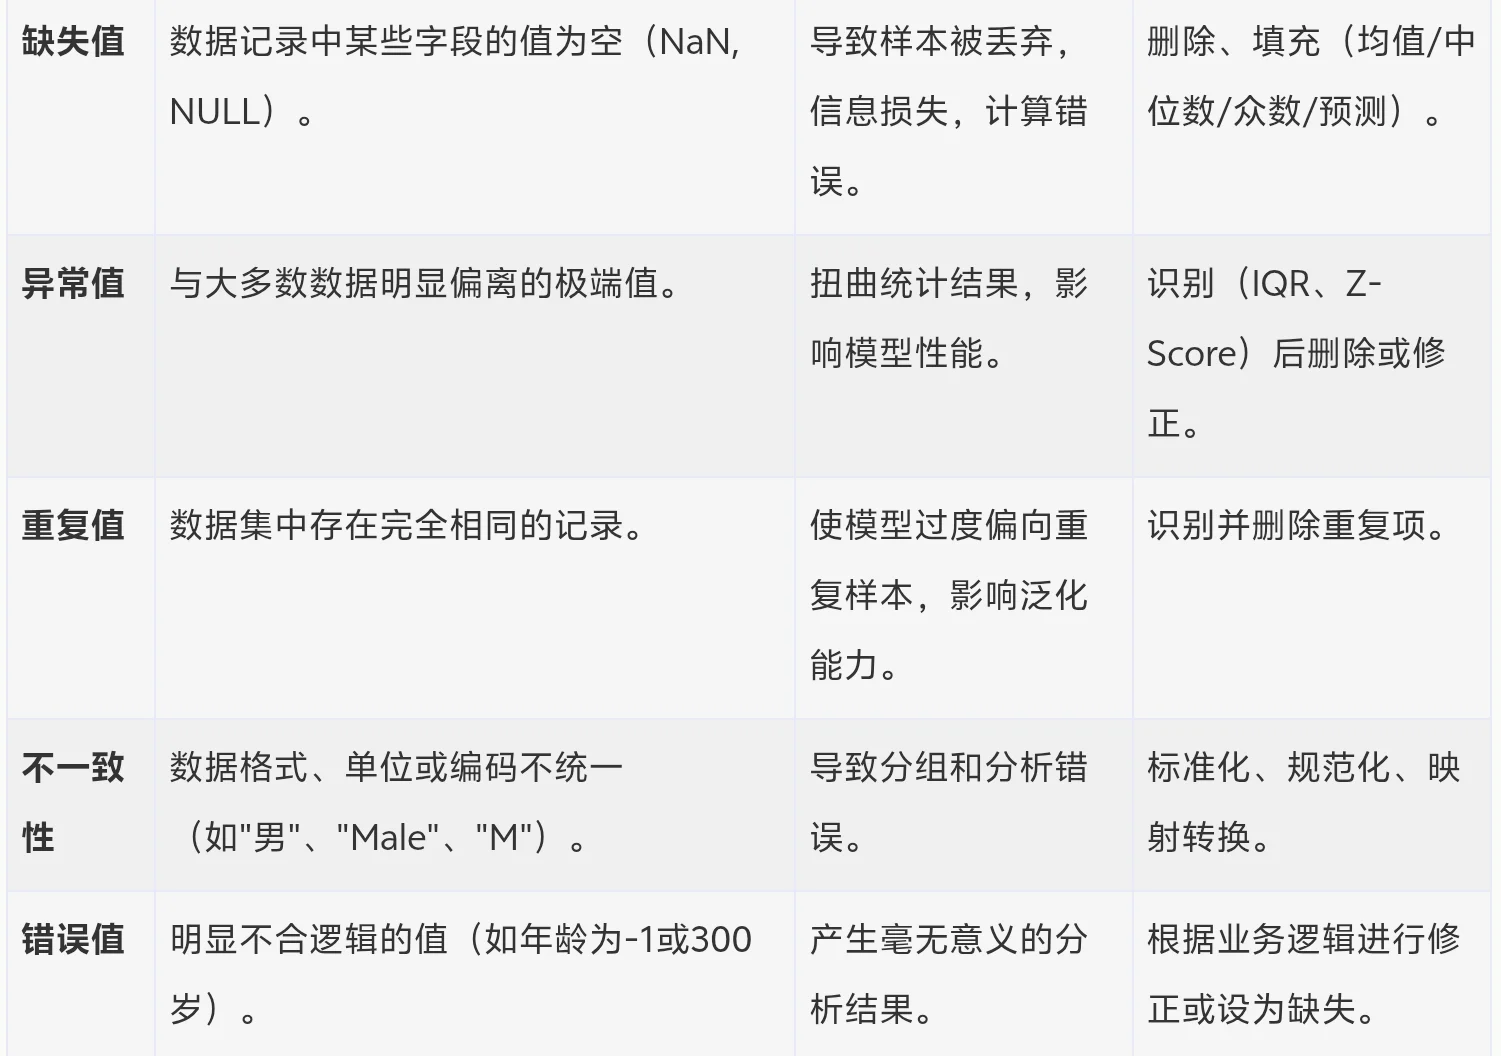 缺失值
数据记录中某些字段的值为空（NaN,
NULL）。
导致样本被丢弃，
信息损失，计算错
误。
删除、填充（均值/中
位数/众数/预测）。
异常值
与大多数数据明显偏离的极端值。
扭曲统计结果，影
响模型性能。
识别（IQR、Z-
Score）后删除或修
正。
重复值
数据集中存在完全相同的记录。
使模型过度偏向重
复样本，影响泛化
能力。
识别并删除重复项。
不一致
性
数据格式、单位或编码不统一
（如"男"、"Male"、"M"）。
导致分组和分析错
误。
标准化、规范化、映
射转换。
错误值
明显不合逻辑的值（如年龄为-1或300
岁）。
产生毫无意义的分
析结果。
根据业务逻辑进行修
正或设为缺失。